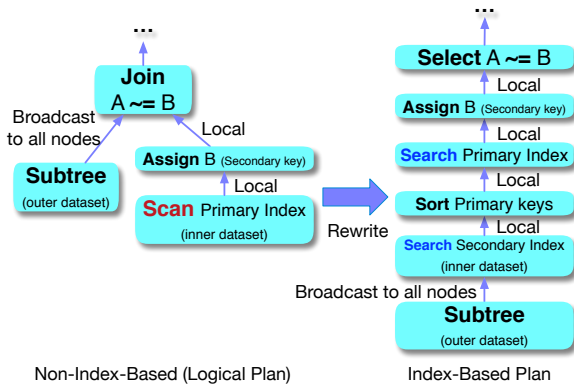 ...
Join
A ~= B
Broadcast
to all nodes
Local
Assign B (Secondary key)
Subtree
(outer dataset)
Local
Scan Primary Index
(inner dataset)
Non-Index-Based (Logical Plan)
Rewrite
...
Select A ~= B
Local
Assign B (Secondary key)
Local
Search Primary Index
Local
Sort Primary keys
Local
Search Secondary Index
(inner dataset)
Broadcast to all nodes
Subtree
(outer dataset)
Index-Based Plan